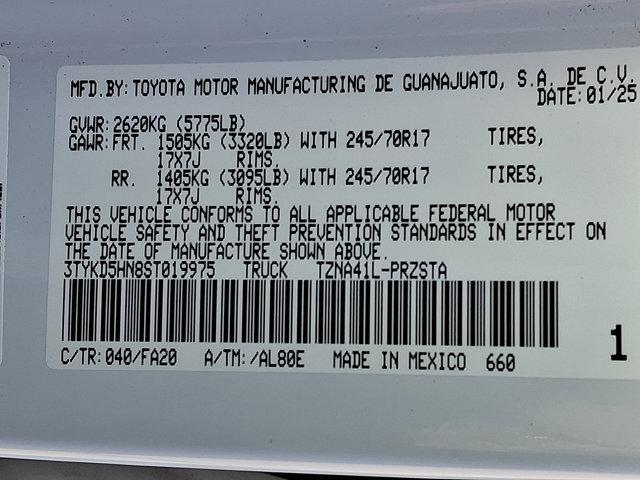 MFD.BY: TOYOTA MOTOR MANUFACTURING DE GUANAJUATO, S.A. DE C.V.
DATE: 01/25
GVWR: 2620KG (5775LB)
GAWR: FRT. 1505KG (3320LB) WITH 245/70R17 TIRES,
17X7J RIMS.
RR. 1405KG (3095LB) WITH 245/70R17 TIRES,
17X7J RIMS.
THIS VEHICLE CONFORMS TO ALL APPLICABLE FEDERAL MOTOR
VEHICLE SAFETY AND THEFT PREVENTION STANDARDS IN EFFECT ON
THE DATE OF MANUFACTURE SHOWN ABOVE.
3TYKD5HN8ST019975 TRUCK TZNA41L-PRZSTA
C/TR: 040/FA20 A/TM: /AL80E MADE IN MEXICO 660
1